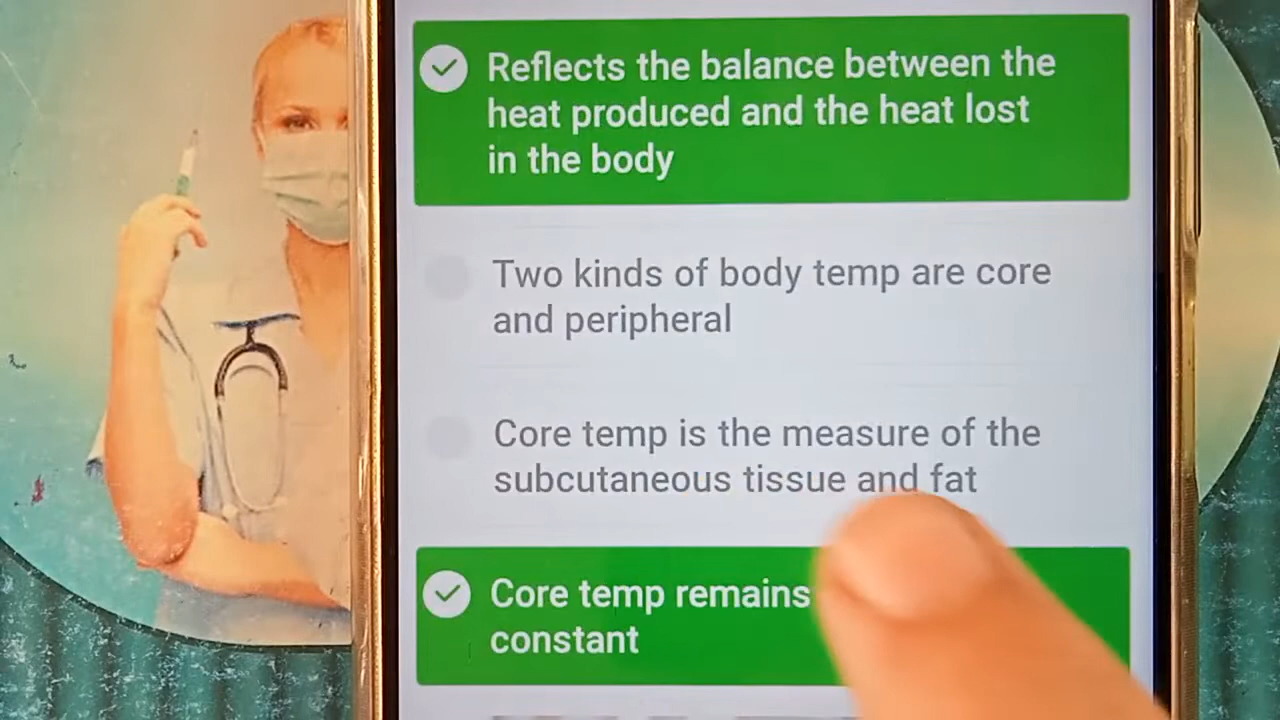 Reflects the balance between the
heat produced and the heat lost
in the body
Two kinds of body temp are core
and peripheral
Core temp is the measure of the
subcutaneous tissue and fat
Core temp remains
constant